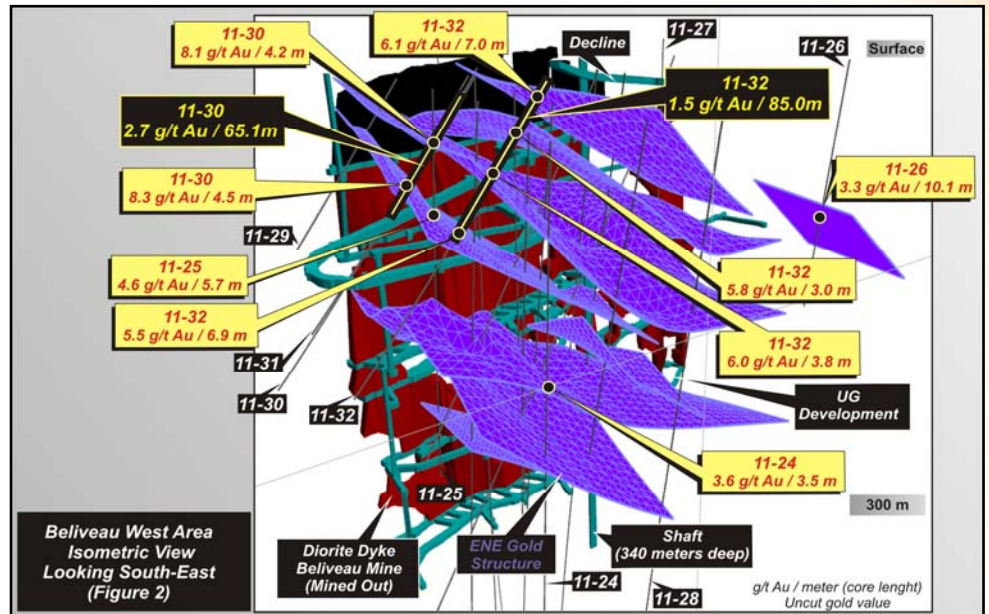 11-30
8.1 g/t Au / 4.2 m
11-32
6.1 g/t Au / 7.0 m
Decline
11-27
11-26
Surface
11-30
2.7 g/t Au / 65.1m
11-32
1.5 g/t Au / 85.0m
11-30
8.3 g/t Au / 4.5 m
11-26
3.3 g/t Au / 10.1 m
11-29
11-25
4.6 g/t Au / 5.7 m
11-32
5.8 g/t Au / 3.0 m
11-32
5.5 g/t Au / 6.9 m
11-32
6.0 g/t Au / 3.8 m
11-31
11-30
11-32
UG
Development
11-24
3.6 g/t Au / 3.5 m
11-25
300 m
Beliveau West Area
Isometric View
Looking South-East
(Figure 2)
Diorite Dyke
Beliveau Mine
(Mined Out)
ENE Gold
Structure
Shaft
(340 meters deep)
11-24
11-28
g/t Au / meter (core lenght)
Uncut gold value